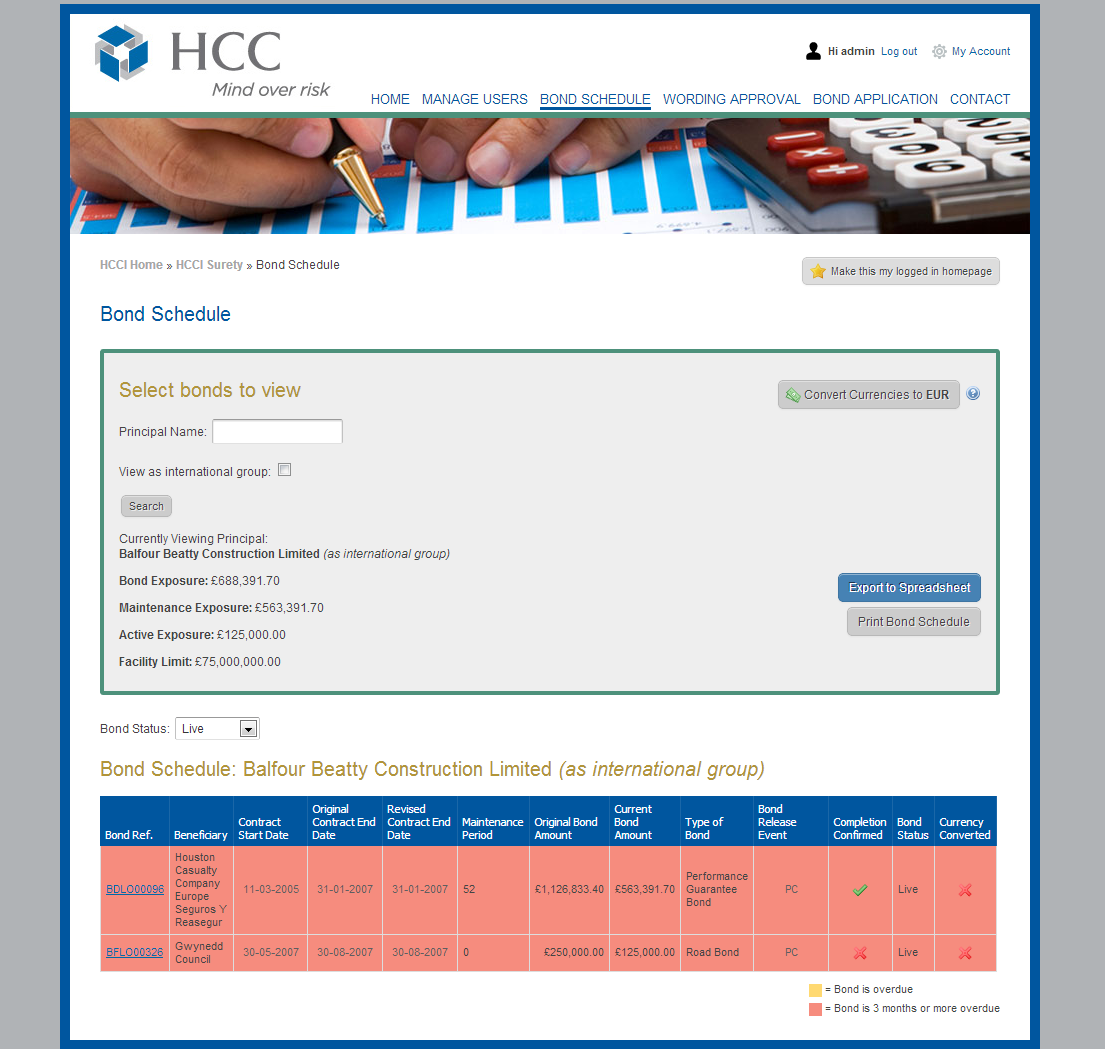 HCC
Mind over risk
Hi admin Log out My Account
HOME MANAGE USERS BOND SCHEDULE WORDING APPROVAL BOND APPLICATION CONTACT
HCCI Home » HCCI Surety » Bond Schedule
Make this my logged in homepage
Bond Schedule
Select bonds to view
Convert Currencies to EUR
Principal Name:
View as international group:
Search
Currently Viewing Principal:
Balfour Beatty Construction Limited (as international group)
Bond Exposure: £688,391.70
Maintenance Exposure: £563,391.70
Active Exposure: £125,000.00
Facility Limit: £75,000,000.00
Export to Spreadsheet
Print Bond Schedule
Bond Status: Live
Bond Schedule: Balfour Beatty Construction Limited (as international group)
Bond Ref.
Beneficiary
Contract
Start Date
Original
Contract End
Date
Revised
Contract End
Date
Maintenance
Period
Original Bond
Amount
Current
Bond
Amount
Type of
Bond
Bond
Release
Event
Completion
Confirmed
Bond
Status
Currency
Converted
BDLO00096
Houston
Casualty
Company
Europe
Seguros Y
Reasegur
11-03-2005
31-01-2007
31-01-2007
52
£1,126,833.40
£563,391.70
Performance
Guarantee
Bond
PC
Live
BFLO00326
Gwynedd
Council
30-05-2007
30-08-2007
30-08-2007
0
£250,000.00
£125,000.00
Road Bond
PC
Live
= Bond is overdue
= Bond is 3 months or more overdue